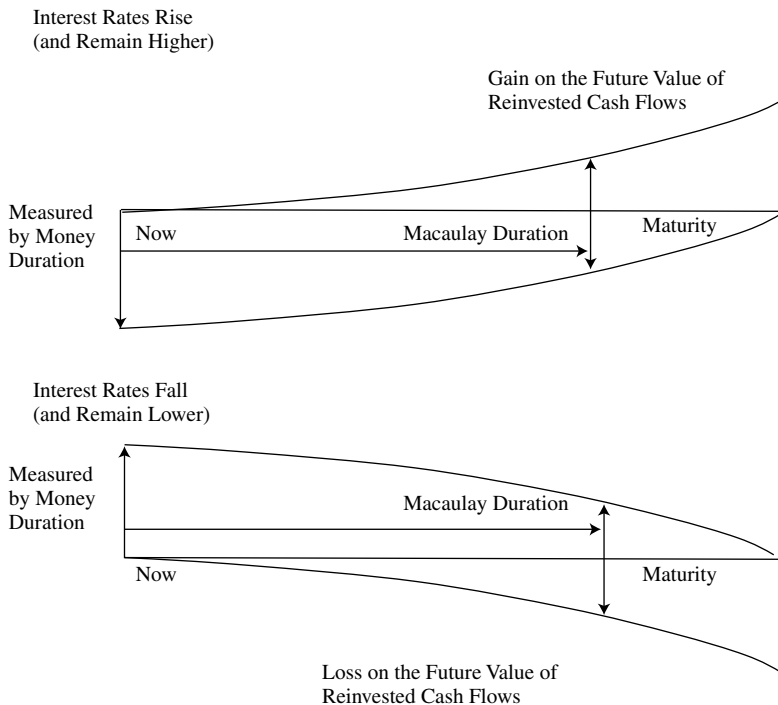 Interest Rates Rise
(and Remain Higher)
Gain on the Future Value of
Reinvested Cash Flows
Measured
by Money
Duration
Now
Macaulay Duration
Maturity
Interest Rates Fall
(and Remain Lower)
Measured
by Money
Duration
Macaulay Duration
Now
Maturity
Loss on the Future Value of
Reinvested Cash Flows